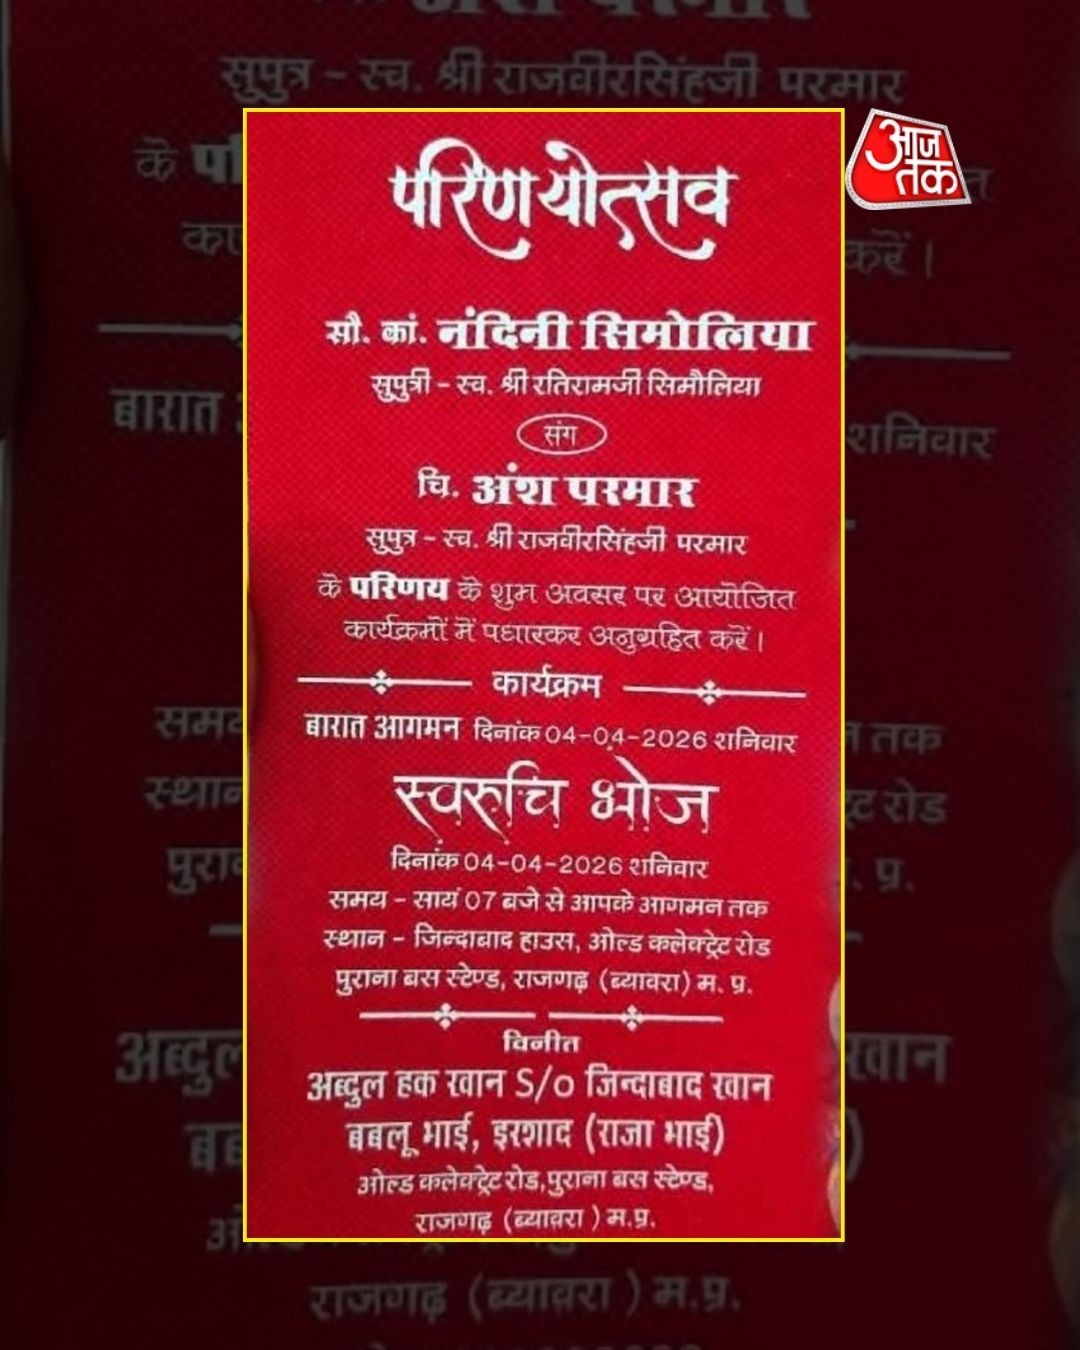 आज
तक
परिणयोत्सव
सौ. कां. नंदिनी सिमोलिया
सुपुत्री - स्व. श्री रतिरामजी सिमौलिया
संग
चि. अंश परमार
सुपुत्र - स्व. श्री राजवीरसिंहजी परमार
के परिणय के शुभ अवसर पर आयोजित
कार्यक्रमों में पधारकर अनुग्रहित करें।
कार्यक्रम
बारात आगमन दिनांक 04-04-2026 शनिवार
स्वरुचि भोज
दिनांक 04-04-2026 शनिवार
समय - सायं 07 बजे से आपके आगमन तक
स्थान - जिन्दाबाद हाउस, ओल्ड कलेक्ट्रेट रोड
पुराना बस स्टेण्ड, राजगढ़ (ब्यावरा) म. प्र.
विनीत
अब्दुल हक खान S/o जिन्दाबाद खान
बबलू भाई, इरशाद (राजा भाई)
ओल्ड कलेक्ट्रेट रोड,पुराना बस स्टेण्ड,
राजगढ़ (ब्यावरा) म.प्र.